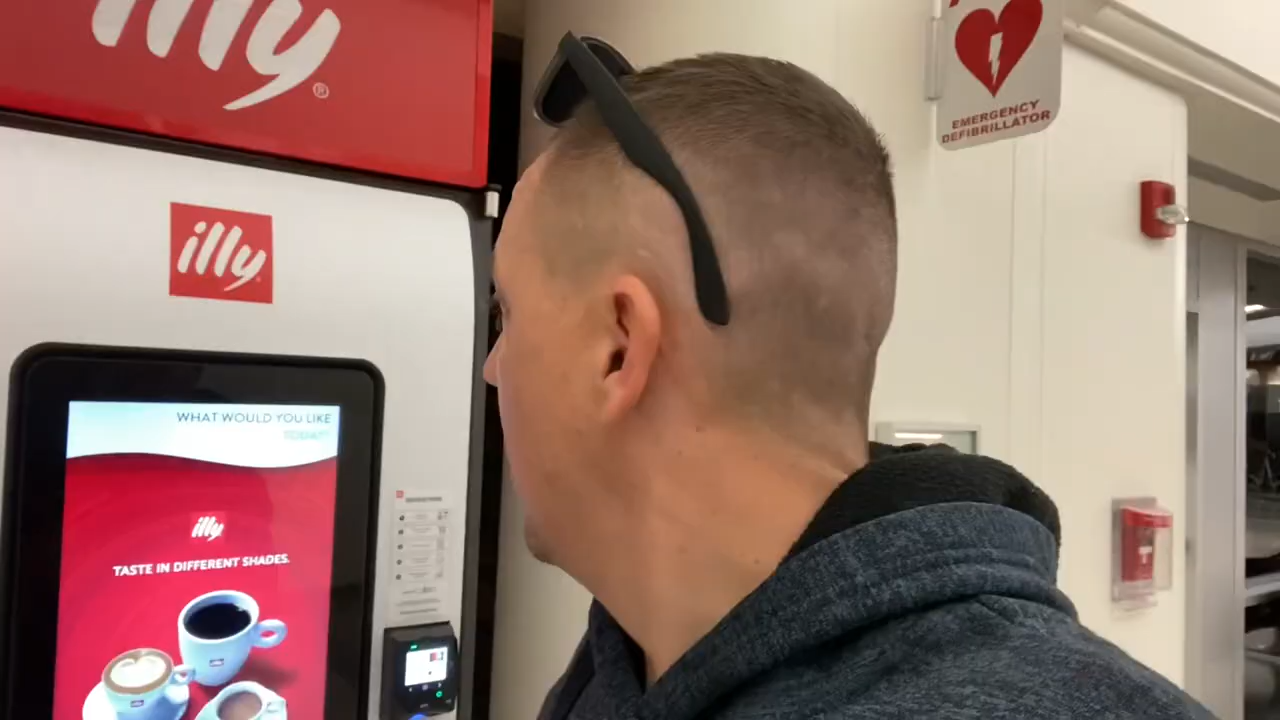 illy®
illy
WHAT WOULD YOU LIKE
TODAY?
illy
TASTE IN DIFFERENT SHADES.
EMERGENCY
DEFIBRILLATOR